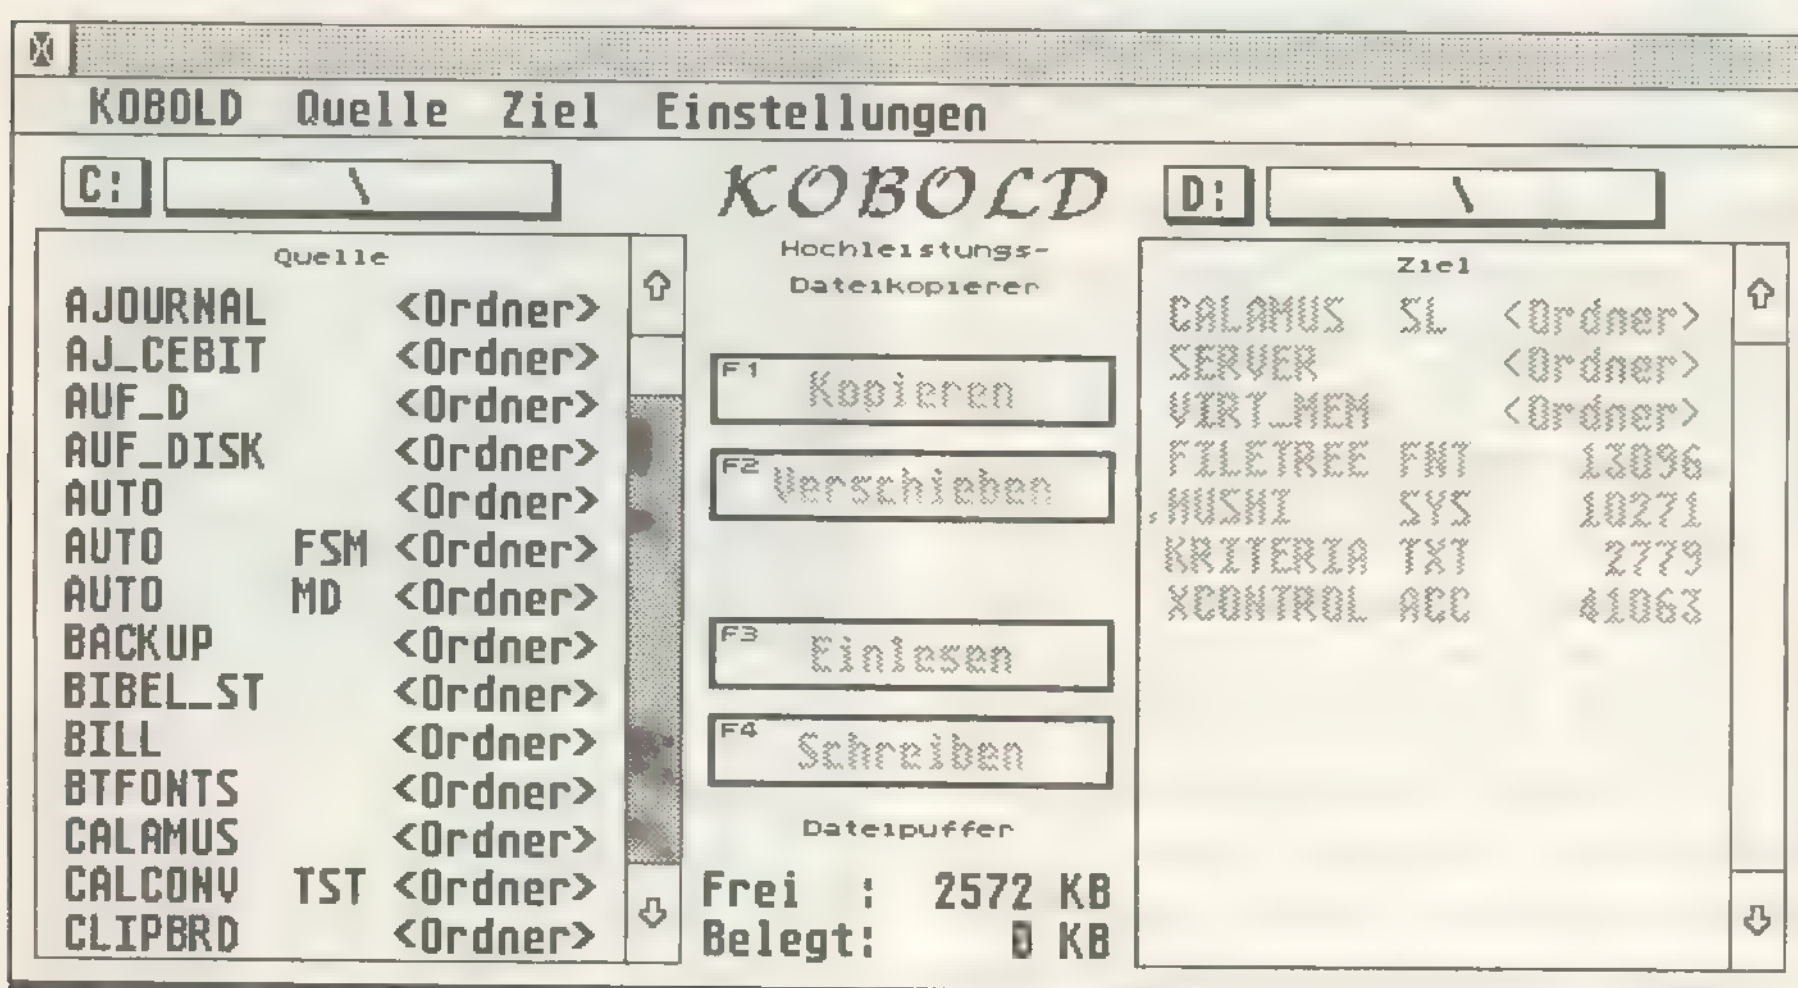 KOBOLD Quelle Ziel Einstellungen
C: \
Quelle
AJOURNAL <Ordner>
AJ_CEBIT <Ordner>
AUF_D <Ordner>
AUF_DISK <Ordner>
AUTO <Ordner>
AUTO FSM <Ordner>
AUTO MD <Ordner>
BACKUP <Ordner>
BIBEL_ST <Ordner>
BILL <Ordner>
BTFONTS <Ordner>
CALAMUS <Ordner>
CALCONV TST <Ordner>
CLIPBRD <Ordner>
KOBOLD
Hochleistungs-
Dateikopierer
F1 Kopieren
F2 Verschieben
F3 Einlesen
F4 Schreiben
Dateipuffer
Frei : 2572 KB
Belegt: KB
D: \
Ziel
CALAMUS SL <Ordner>
SERVER <Ordner>
VIRT_MEM <Ordner>
FILETREE FNT 13096
HUSHI SYS 10271
KRITERIA TXT 2779
XCONTROL ACC 41063